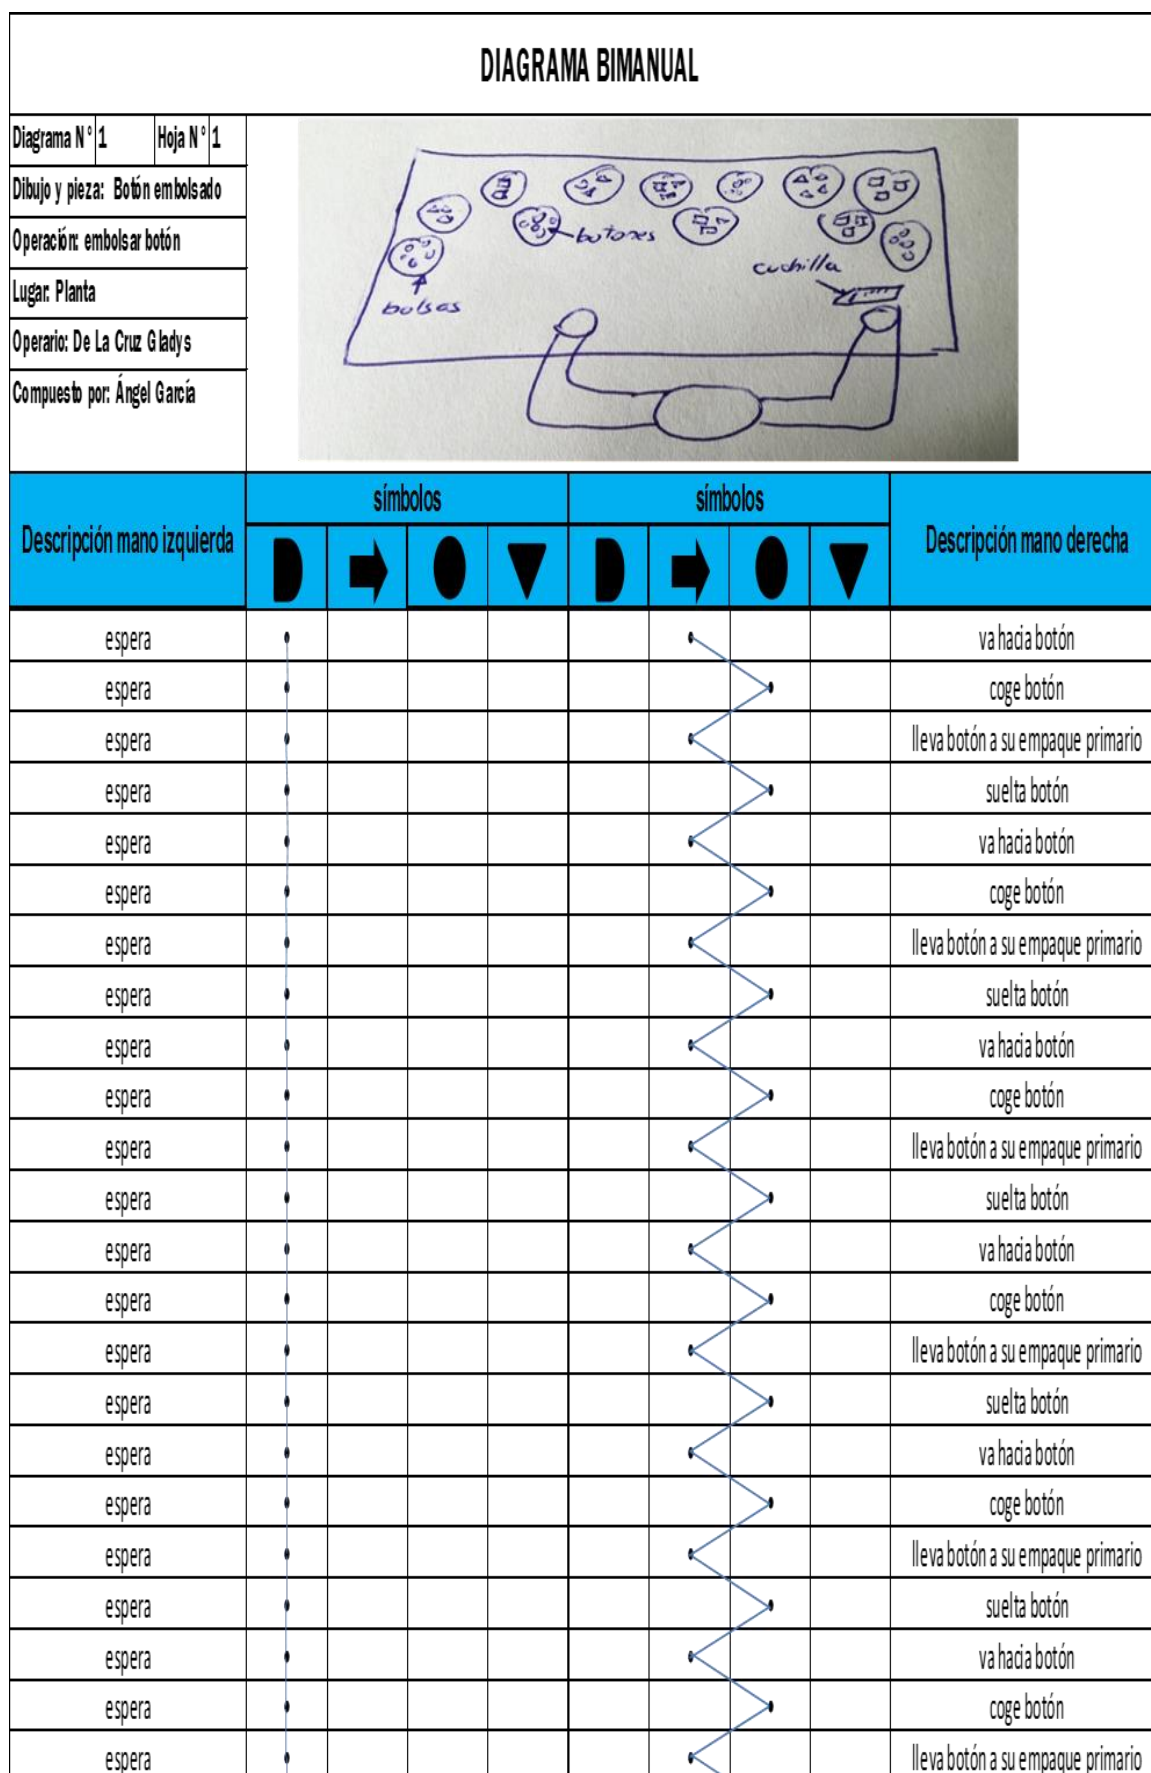 DIAGRAMA BIMANUAL
Diagrama N° 1 Hoja N° 1
Dibujo y pieza: Botón embolsado
Operación: embolsar botón
Lugar: Planta
Operario: De La Cruz Gladys
Compuesto por: Ángel García
botones
cuchilla
bolsas
Descripción mano izquierda símbolos símbolos Descripción mano derecha
espera va hacia botón
espera coge botón
espera lleva botón a su empaque primario
espera suelta botón
espera va hacia botón
espera coge botón
espera lleva botón a su empaque primario
espera suelta botón
espera va hacia botón
espera coge botón
espera lleva botón a su empaque primario
espera suelta botón
espera va hacia botón
espera coge botón
espera lleva botón a su empaque primario
espera suelta botón
espera va hacia botón
espera coge botón
espera lleva botón a su empaque primario
espera suelta botón
espera va hacia botón
espera coge botón
espera lleva botón a su empaque primario